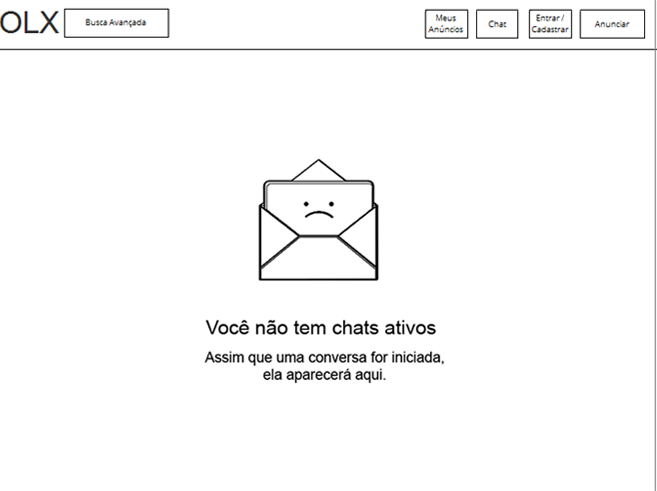 OLX
Busca Avançada
Meus
Anúncios
Chat
Entrar /
Cadastrar
Anunciar
Você não tem chats ativos
Assim que uma conversa for iniciada,
ela aparecerá aqui.